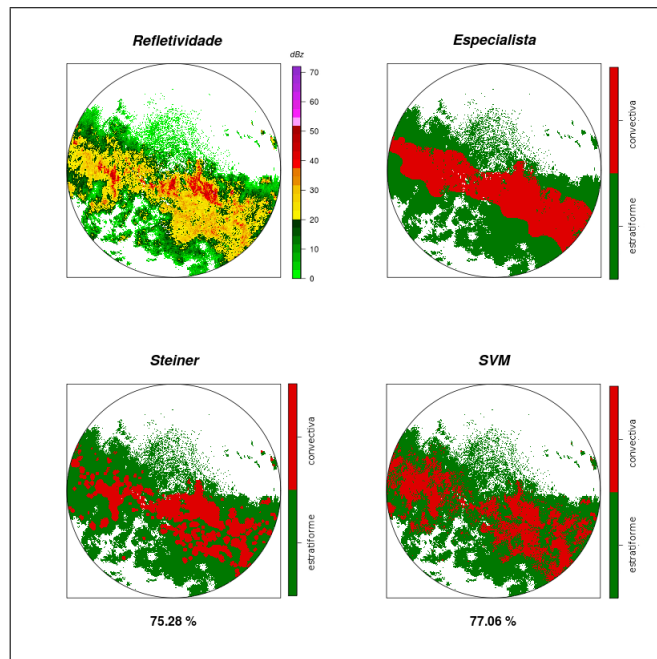 Refletividade
dBz
70
60
50
40
30
20
10
0
Especialista
convectiva
estratiforme
Steiner
convectiva
estratiforme
75.28 %
SVM
convectiva
estratiforme
77.06 %